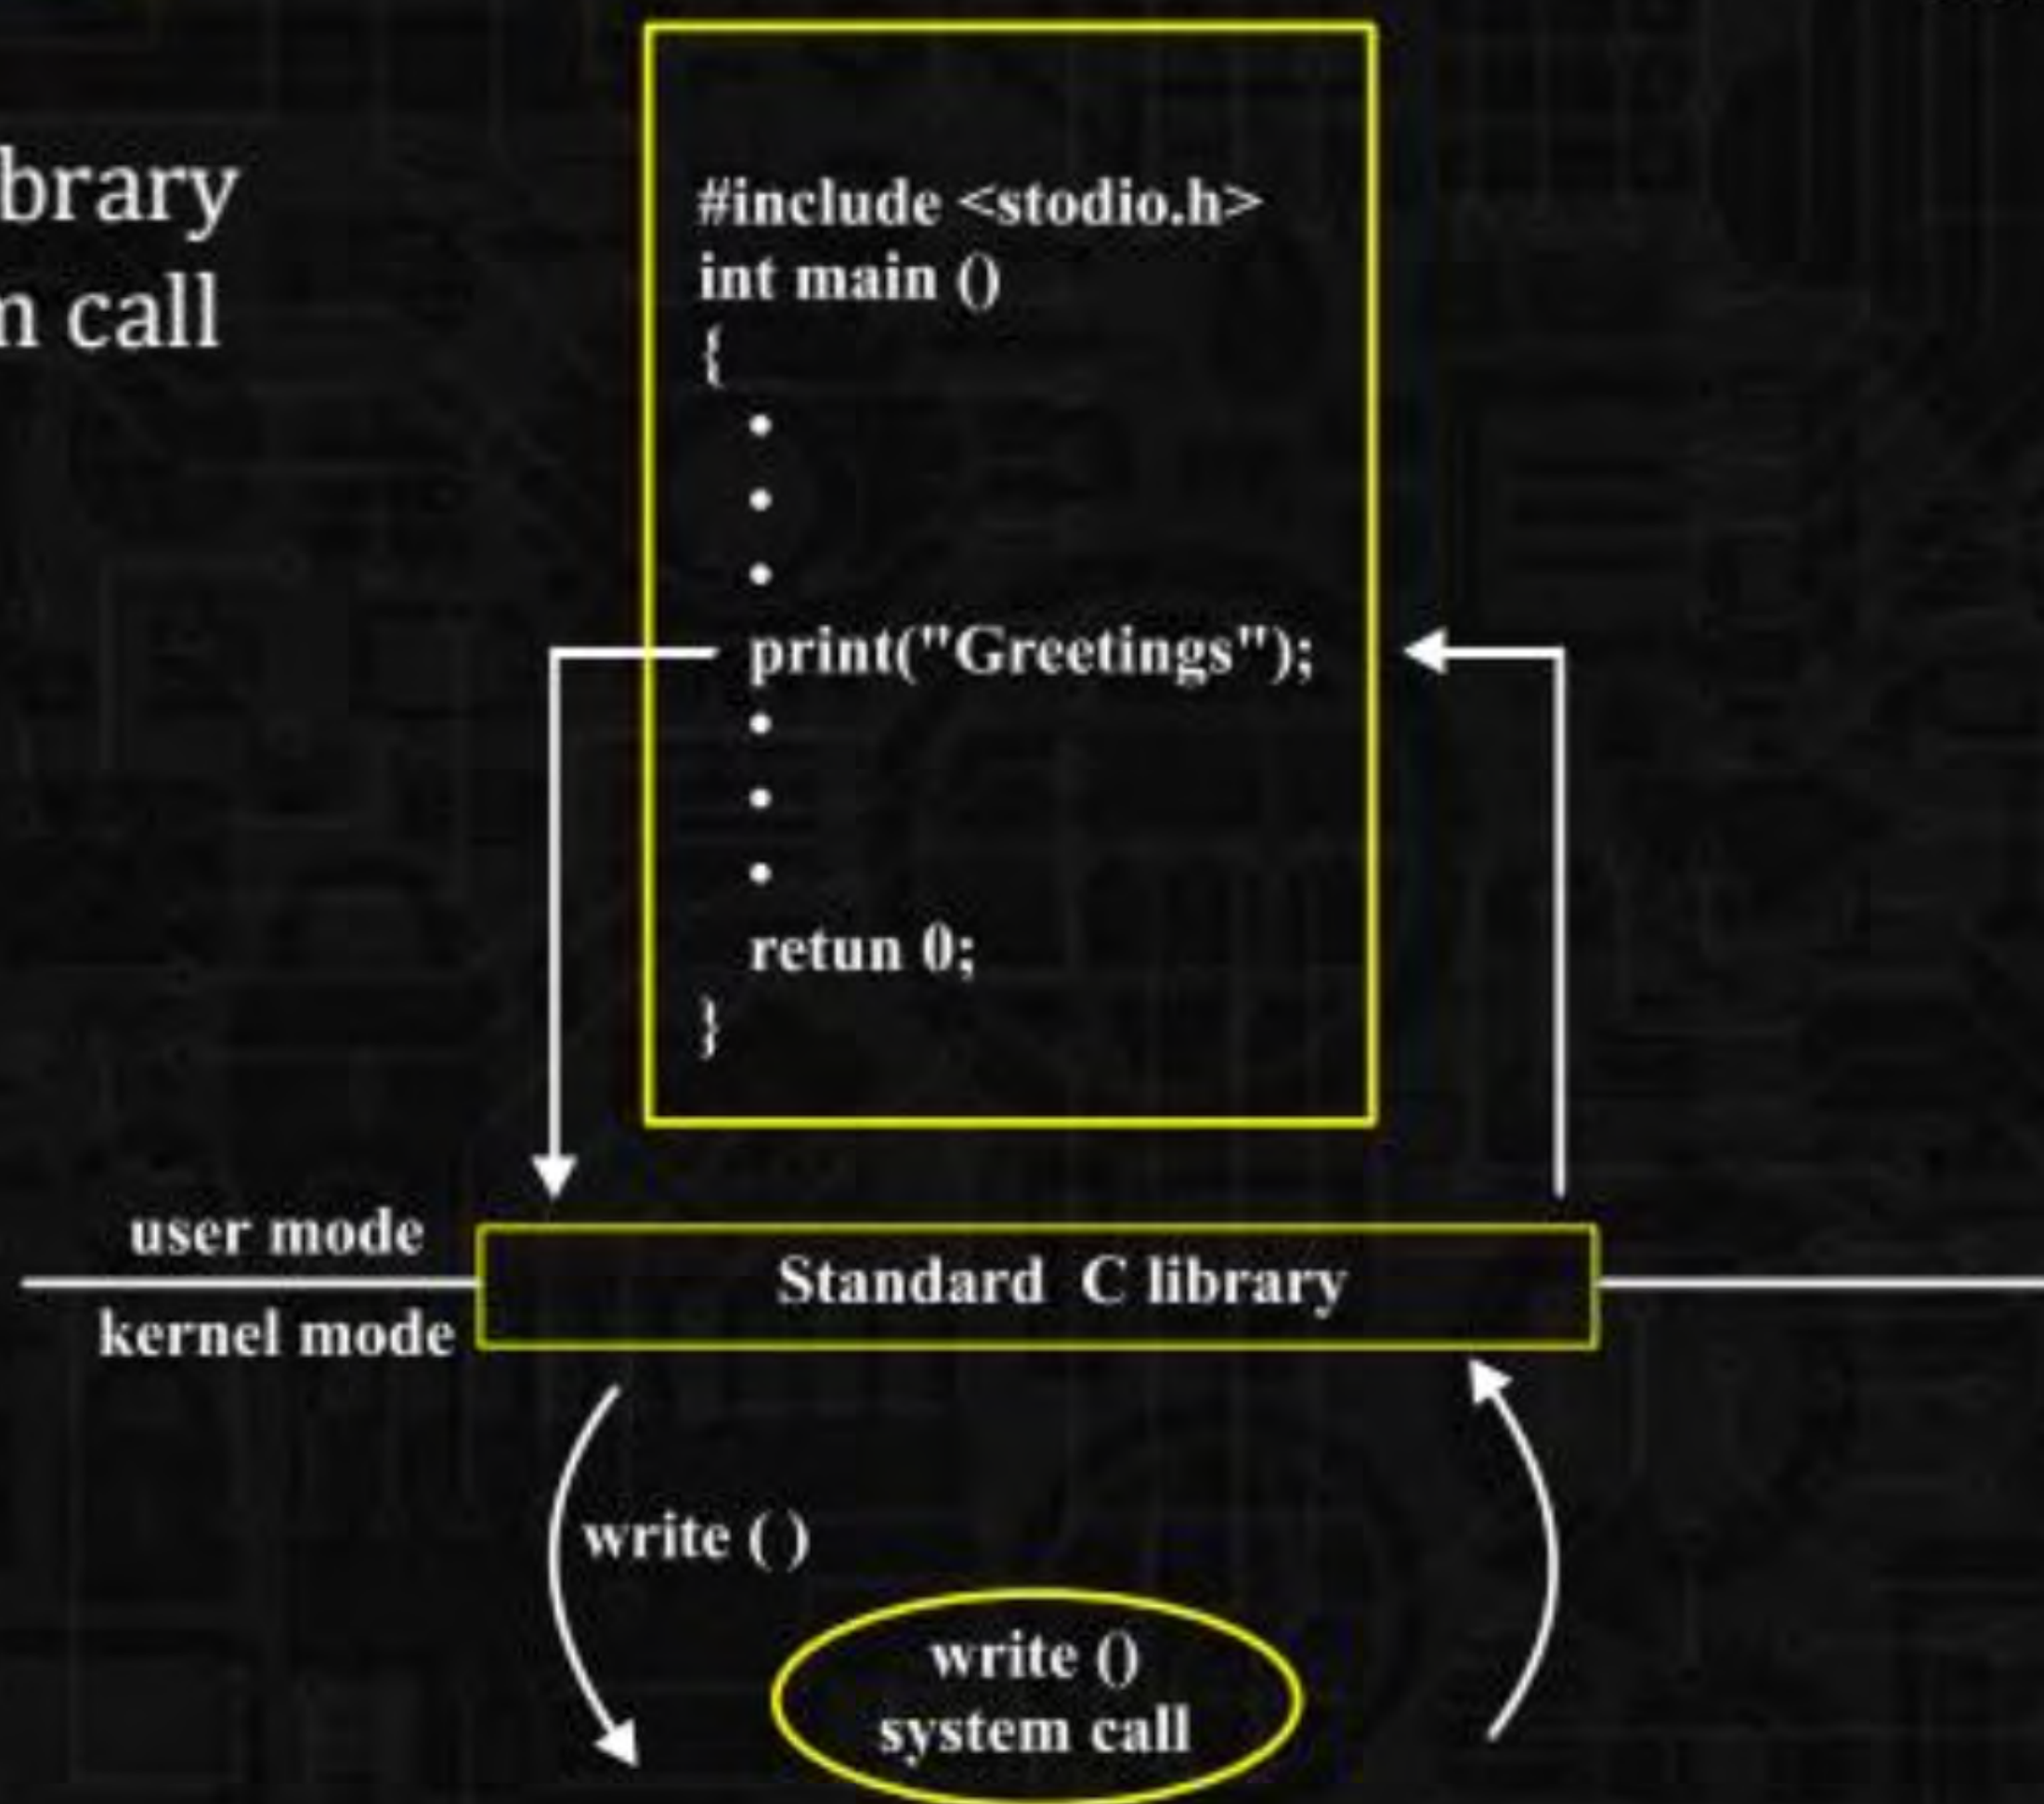 brary
m call
#include <stodio.h>
int main ()
{
•
•
•
print("Greetings");
•
•
•
retun 0;
}
user mode
Standard C library
kernel mode
write ( )
write ()
system call